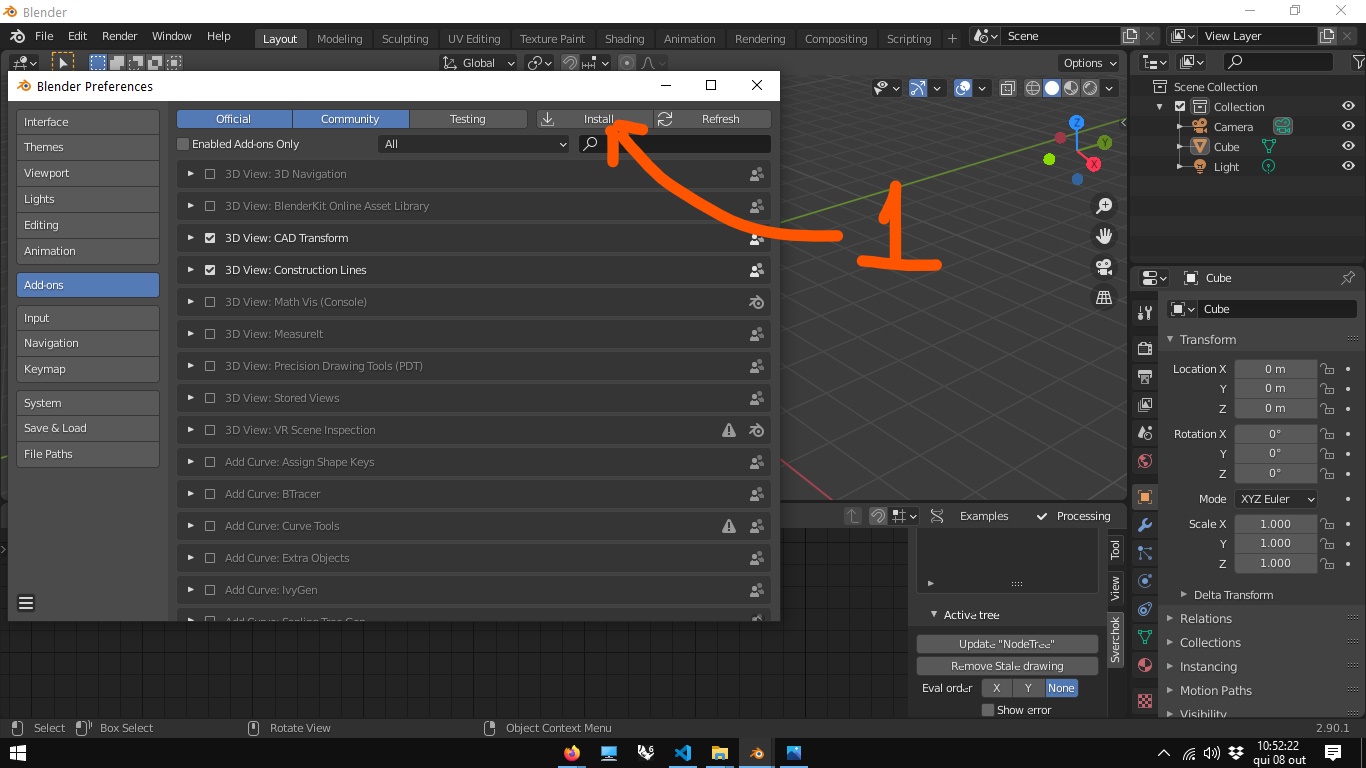 Blender
File Edit Render Window Help Layout Modeling Sculpting UV Editing Texture Paint Shading Animation Rendering Compositing Scripting + Scene View Layer
Global Options
Blender Preferences
Interface
Themes
Viewport
Lights
Editing
Animation
Add-ons
Input
Navigation
Keymap
System
Save & Load
File Paths
Official Community Testing Install Refresh
Enabled Add-ons Only All
3D View: 3D Navigation
3D View: BlenderKit Online Asset Library
3D View: CAD Transform
3D View: Construction Lines
3D View: Math Vis (Console)
3D View: MeasureIt
3D View: Precision Drawing Tools (PDT)
3D View: Stored Views
3D View: VR Scene Inspection
Add Curve: Assign Shape Keys
Add Curve: BTracer
Add Curve: Curve Tools
Add Curve: Extra Objects
Add Curve: IvyGen
1
Z
Y
X
Scene Collection
Collection
Camera
Cube
Light
Cube
Cube
Transform
Location X 0 m
Y 0 m
Z 0 m
Rotation X 0°
Y 0°
Z 0°
Mode XYZ Euler
Scale X 1.000
Y 1.000
Z 1.000
Delta Transform
Relations
Collections
Instancing
Motion Paths
Visibility
Examples Processing
Tool
View
Sverchok
Active tree
Update "NodeTree"
Remove Stale drawing
Eval order X Y None
Show error
Select Box Select Rotate View Object Context Menu 2.90.1
10:52:22
qui 08 out